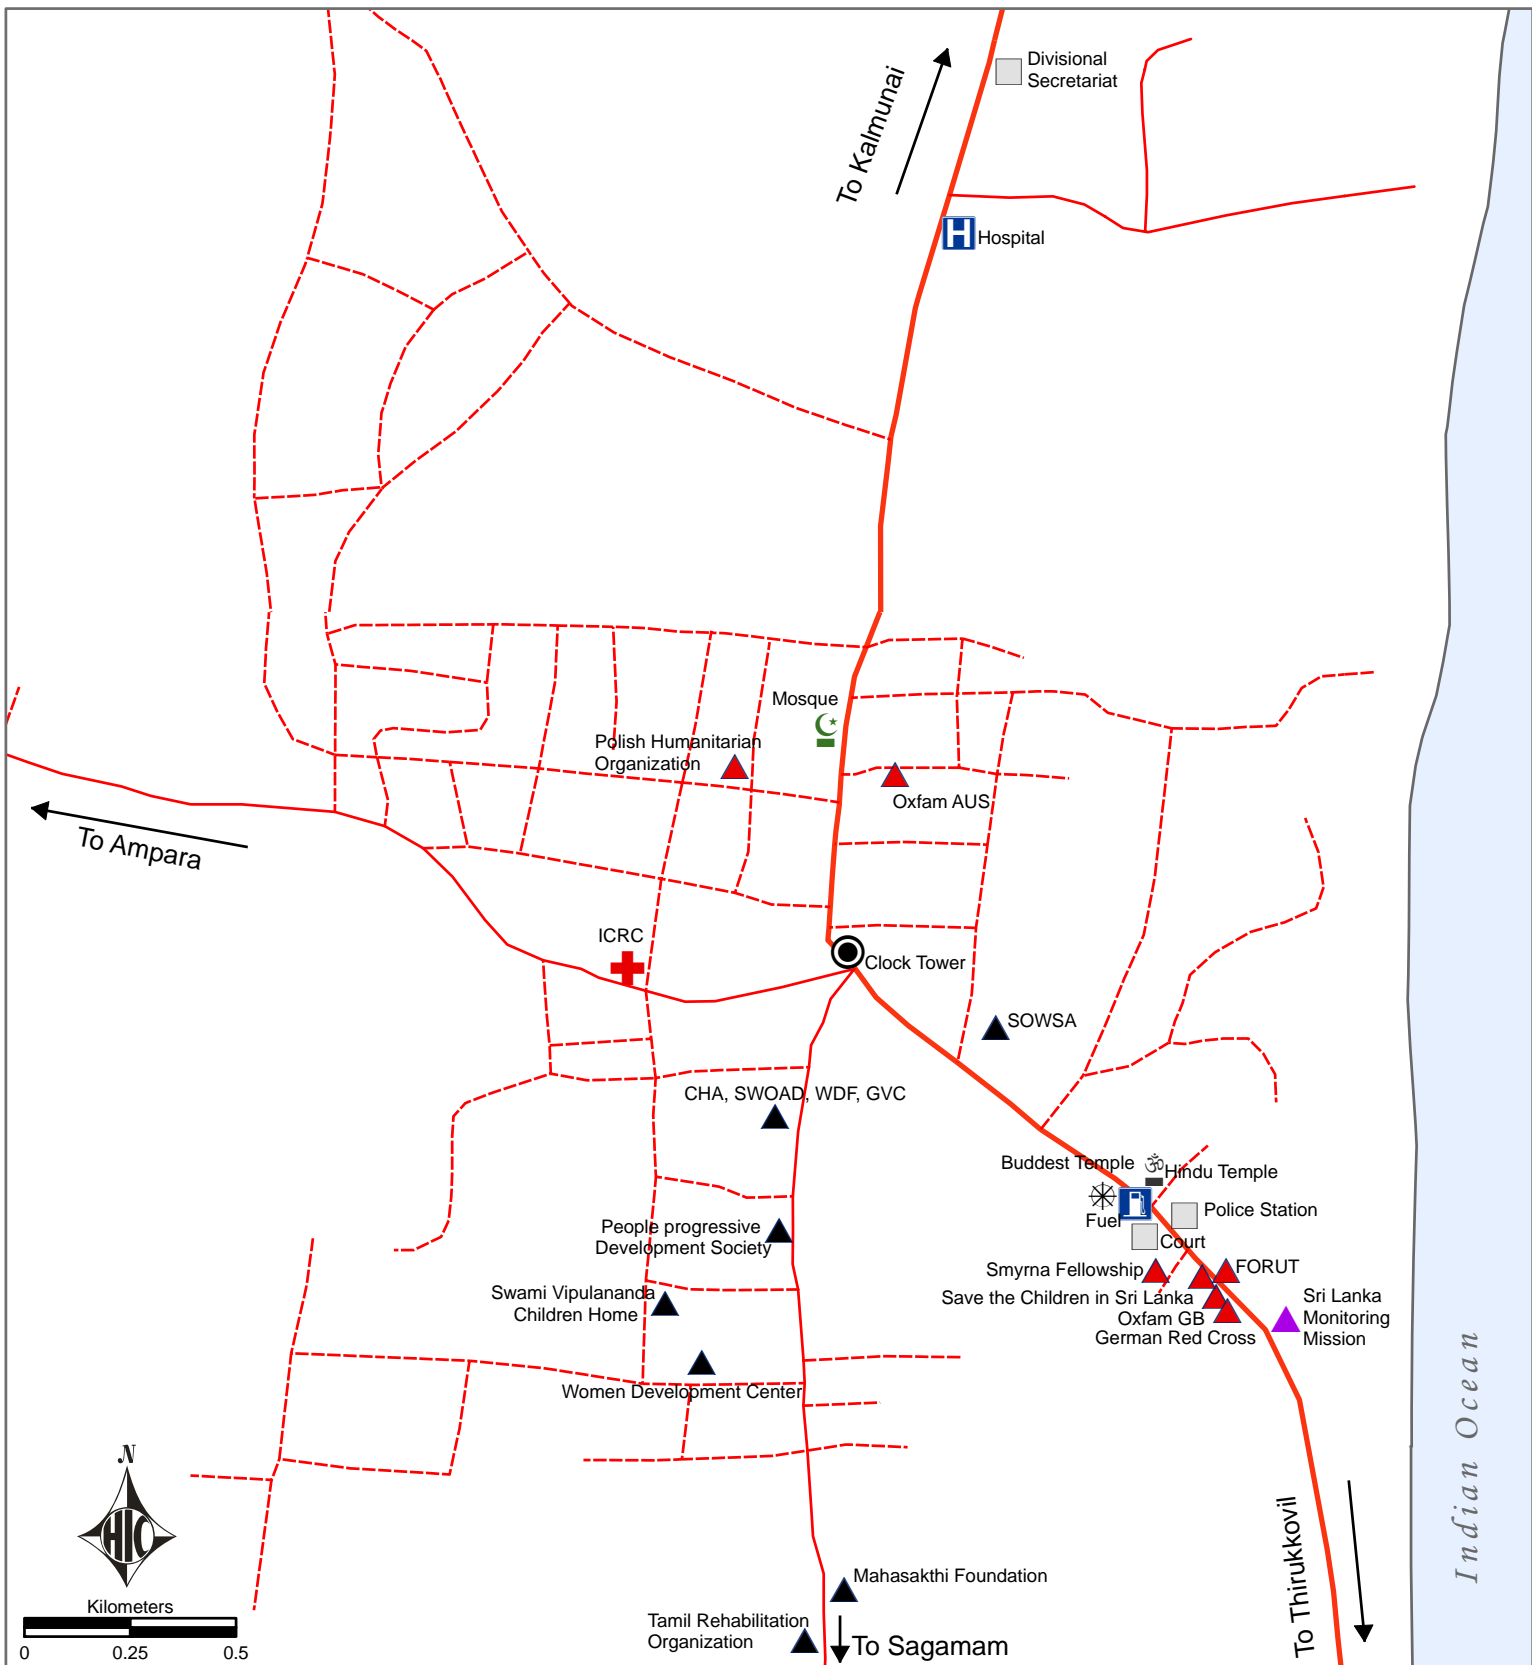 Divisional
Secretariat
To Kalmunai
Hospital
Mosque
Polish Humanitarian
Organization
Oxfam AUS
To Ampara
ICRC
Clock Tower
SOWSA
CHA, SWOAD, WDF, GVC
Buddest Temple
ॐ
Hindu Temple
Fuel
Police Station
Court
People progressive
Development Society
Smyrna Fellowship
FORUT
Swami Vipulananda
Children Home
Save the Children in Sri Lanka
Oxfam GB
German Red Cross
Sri Lanka
Monitoring
Mission
Women Development Center
Indian Ocean
N
HIC
Kilometers
0 0.25 0.5
To Thirukkovil
Mahasakthi Foundation
Tamil Rehabilitation
Organization
To Sagamam
H